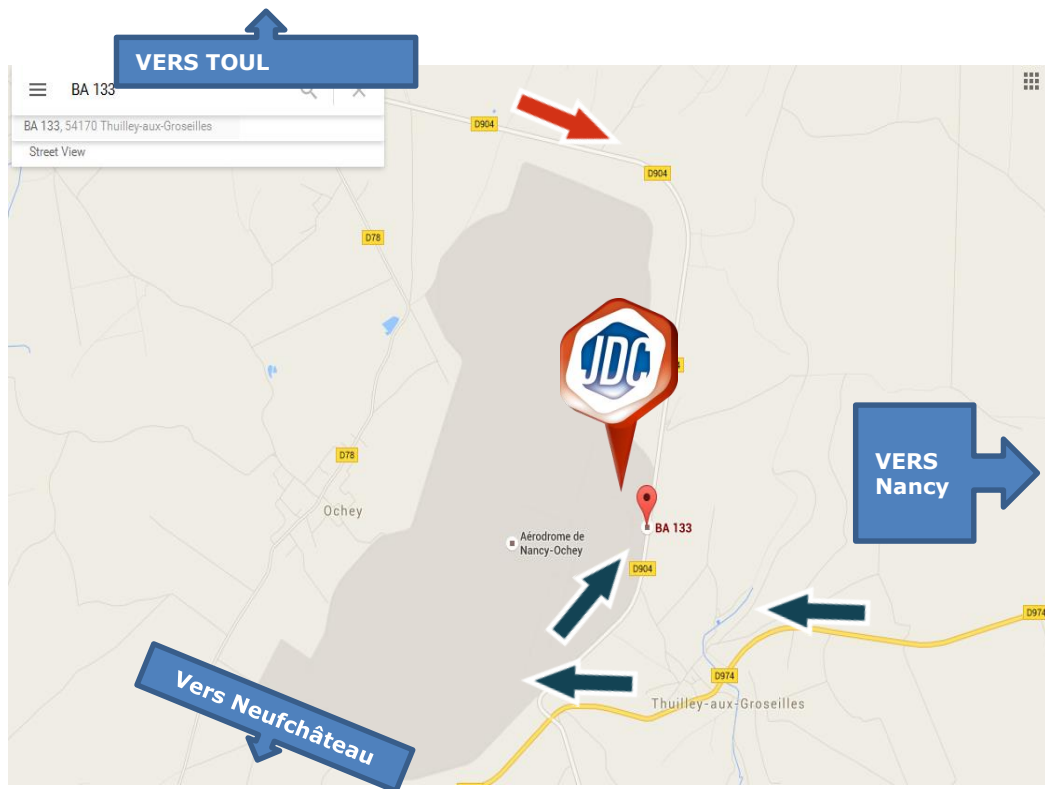 VERS TOUL
BA 133
BA 133, 54170 Thuilley-aux-Groseilles
Street View
D904
D904
D78
JDC
D78
VERS
Nancy
Ochey
Aérodrome de
Nancy-Ochey
BA 133
D904
D974
D974
Thuilley-aux-Groseilles
Vers Neufchâteau